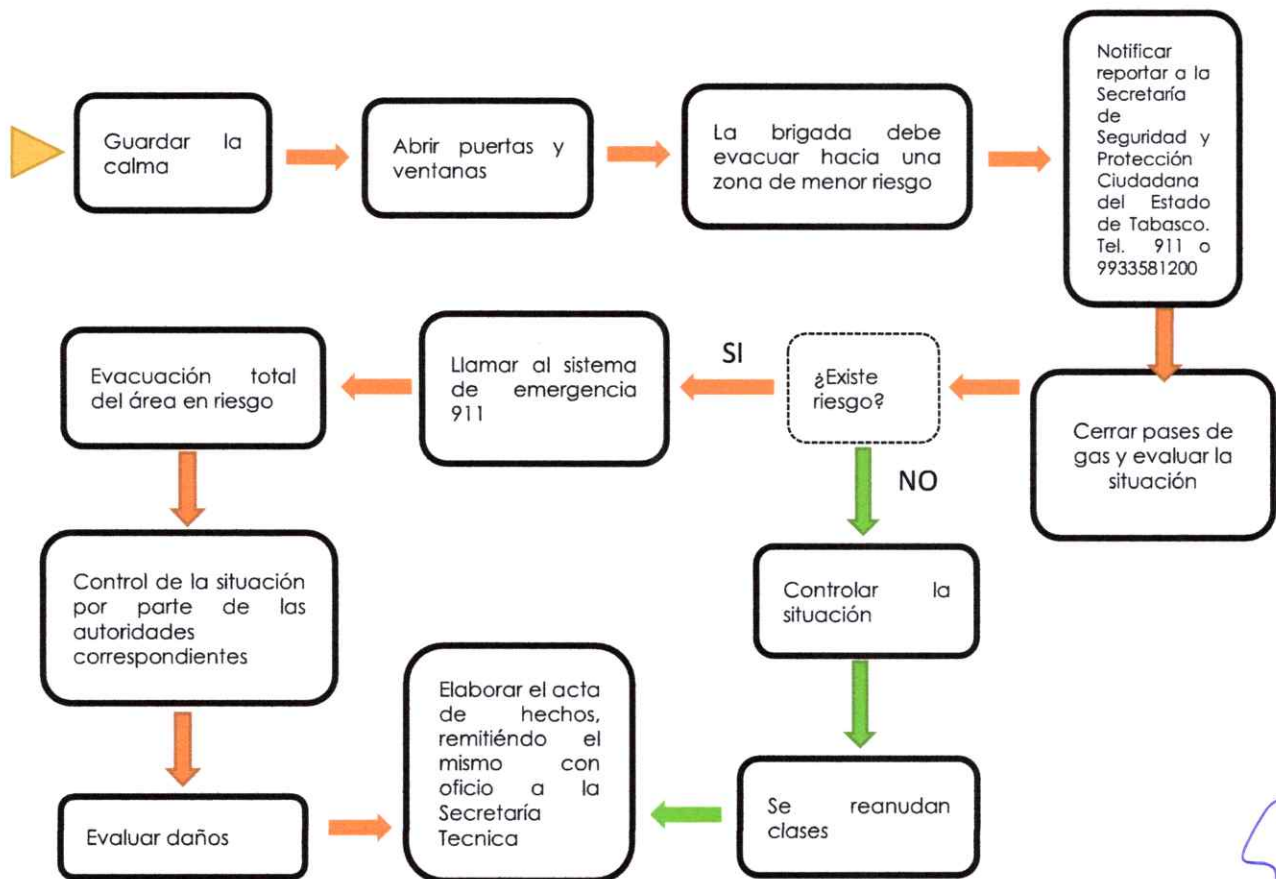 Guardar la
calma
Abrir puertas y
ventanas
La brigada debe
evacuar hacia una
zona de menor riesgo
Notificar
reportar a la
Secretaría
de
Seguridad y
Protección
Ciudadana
del Estado
de Tabasco.
Tel. 911 o
9933581200
Cerrar pases de
gas y evaluar la
situación
¿Existe
riesgo?
SI
Llamar al sistema
de emergencia
911
Evacuación total
del área en riesgo
Control de la situación
por parte de las
autoridades
correspondientes
Evaluar daños
NO
Controlar la
situación
Se reanudan
clases
Elaborar el acta
de hechos,
remitiéndo el
mismo con
oficio a la
Secretaría
Tecnica